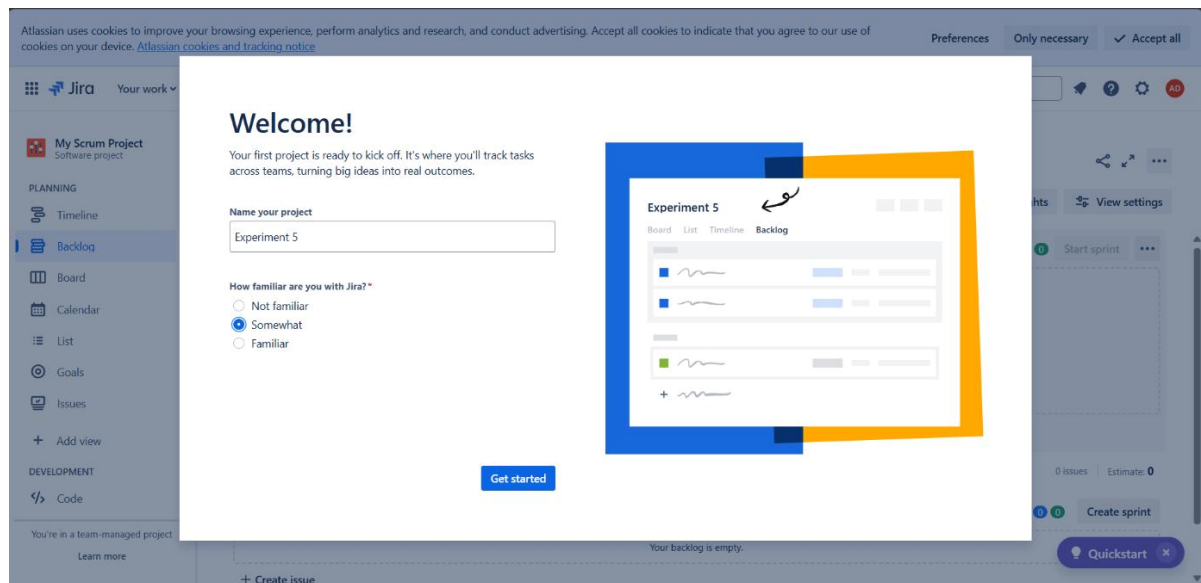 Atlassian uses cookies to improve your browsing experience, perform analytics and research, and conduct advertising. Accept all cookies to indicate that you agree to our use of
cookies on your device. Atlassian cookies and tracking notice
Preferences
Only necessary
Accept all
Jira
Your work
AD
My Scrum Project
Software project
PLANNING
Timeline
Backlog
Board
Calendar
List
Goals
Issues
Add view
DEVELOPMENT
Code
You're in a team-managed project
Learn more
Welcome!
Your first project is ready to kick off. It's where you'll track tasks
across teams, turning big ideas into real outcomes.
Name your project
Experiment 5
How familiar are you with Jira?*
Not familiar
Somewhat
Familiar
Get started
Experiment 5
Board List Timeline Backlog
View settings
0 Start sprint
0 issues Estimate: 0
0 0 Create sprint
Your backlog is empty.
+ Create issue
Quickstart